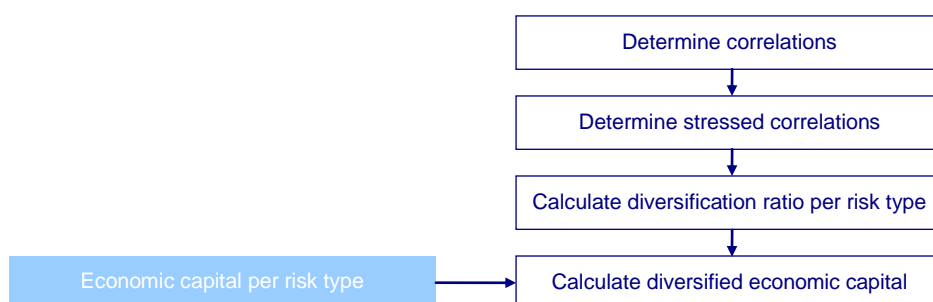 Determine correlations
Determine stressed correlations
Calculate diversification ratio per risk type
Economic capital per risk type
Calculate diversified economic capital